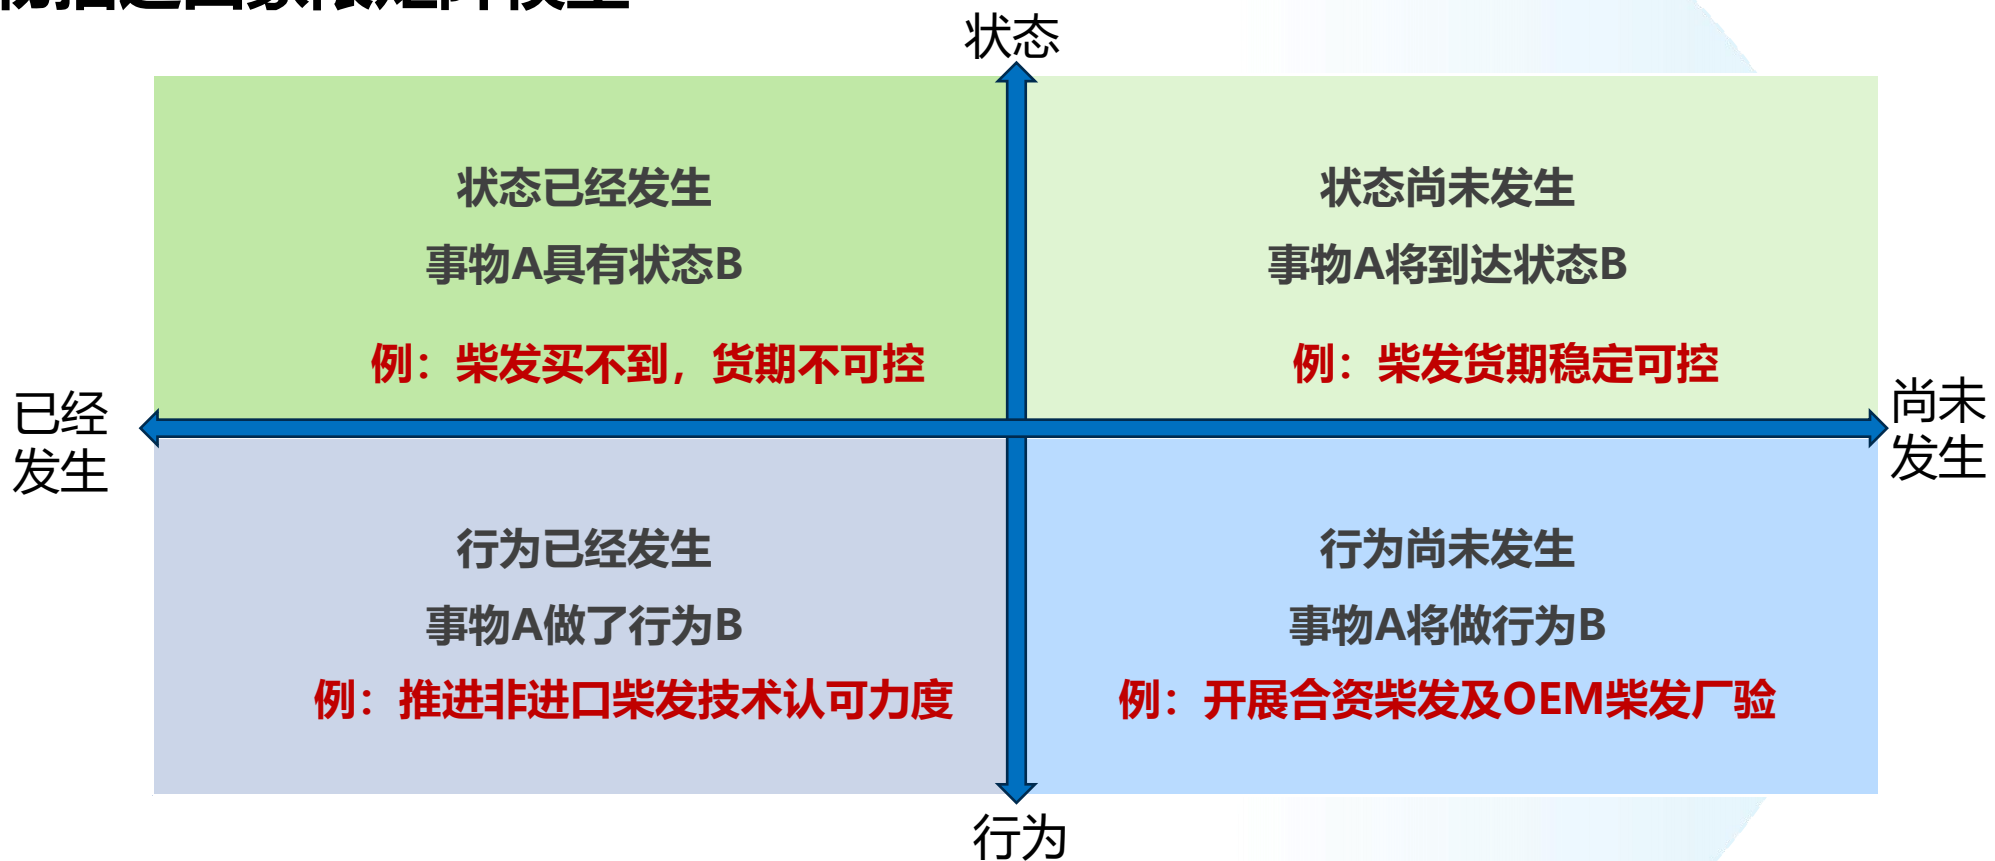 状态
状态已经发生
事物A具有状态B
例：柴发买不到，货期不可控
状态尚未发生
事物A将到达状态B
例：柴发货期稳定可控
已经
发生
尚未
发生
行为已经发生
事物A做了行为B
例：推进非进口柴发技术认可力度
行为尚未发生
事物A将做行为B
例：开展合资柴发及OEM柴发厂验
行为